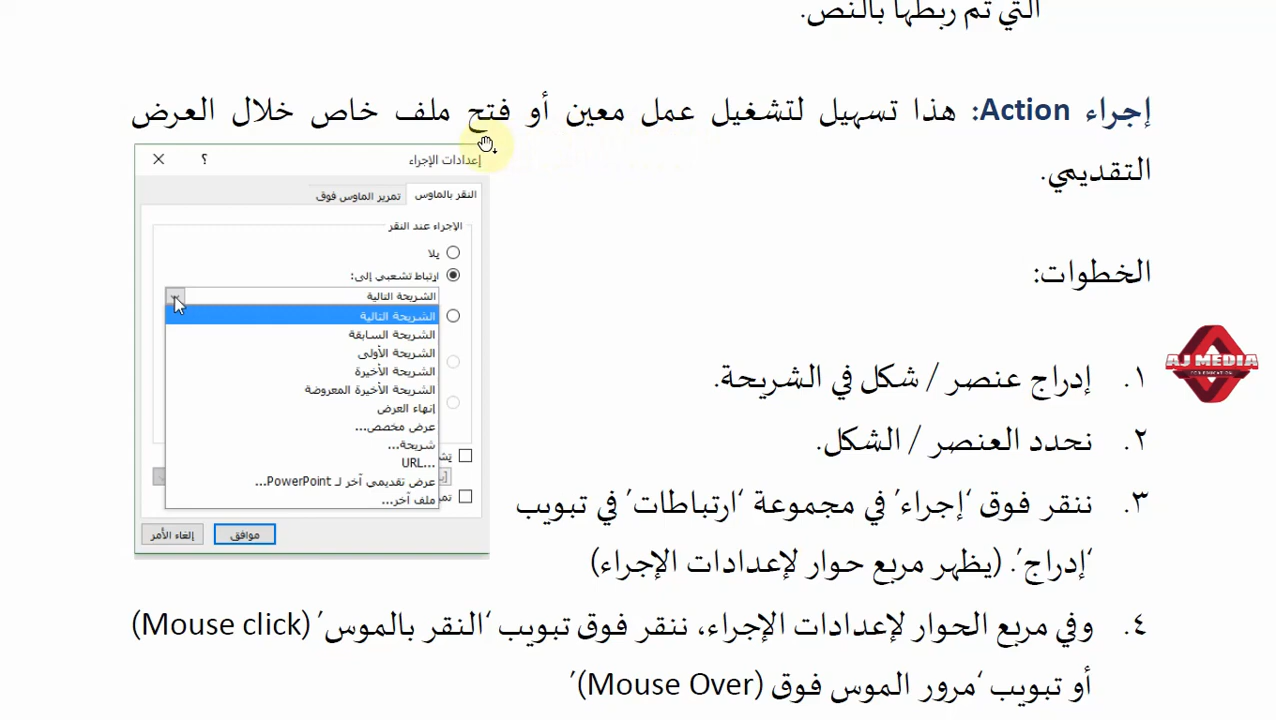 التي تم ربطها بالنص.
إجراء Action: هذا تسهيل لتشغيل عمل معين أو فتح ملف خاص خلال العرض
التقديمي.
إعدادات الإجراء
؟
النقر بالماوس
تمرير الماوس فوق
الإجراء عند النقر
بلا
ارتباط تشعبي إلى:
الشريحة التالية
الشريحة التالية
الشريحة السابقة
الشريحة الأولى
الشريحة الأخيرة
الشريحة الأخيرة المعروضة
إنهاء العرض
عرض مخصص...
شريحة...
URL...
عرض تقديمي آخر لـ PowerPoint...
ملف آخر...
موافق
إلغاء الأمر
الخطوات:
١. إدراج عنصر / شكل في الشريحة.
٢. نحدد العنصر / الشكل.
٣. ننقر فوق ‘إجراء’ في مجموعة ‘ارتباطات’ في تبويب
‘إدراج’. (يظهر مربع حوار لإعدادات الإجراء)
٤. وفي مربع الحوار لإعدادات الإجراء، ننقر فوق تبويب ‘النقر بالموس’ (Mouse click)
أو تبويب ‘مرور الموس فوق (Mouse Over)’
AJ MEDIA
FOR EDUCATION